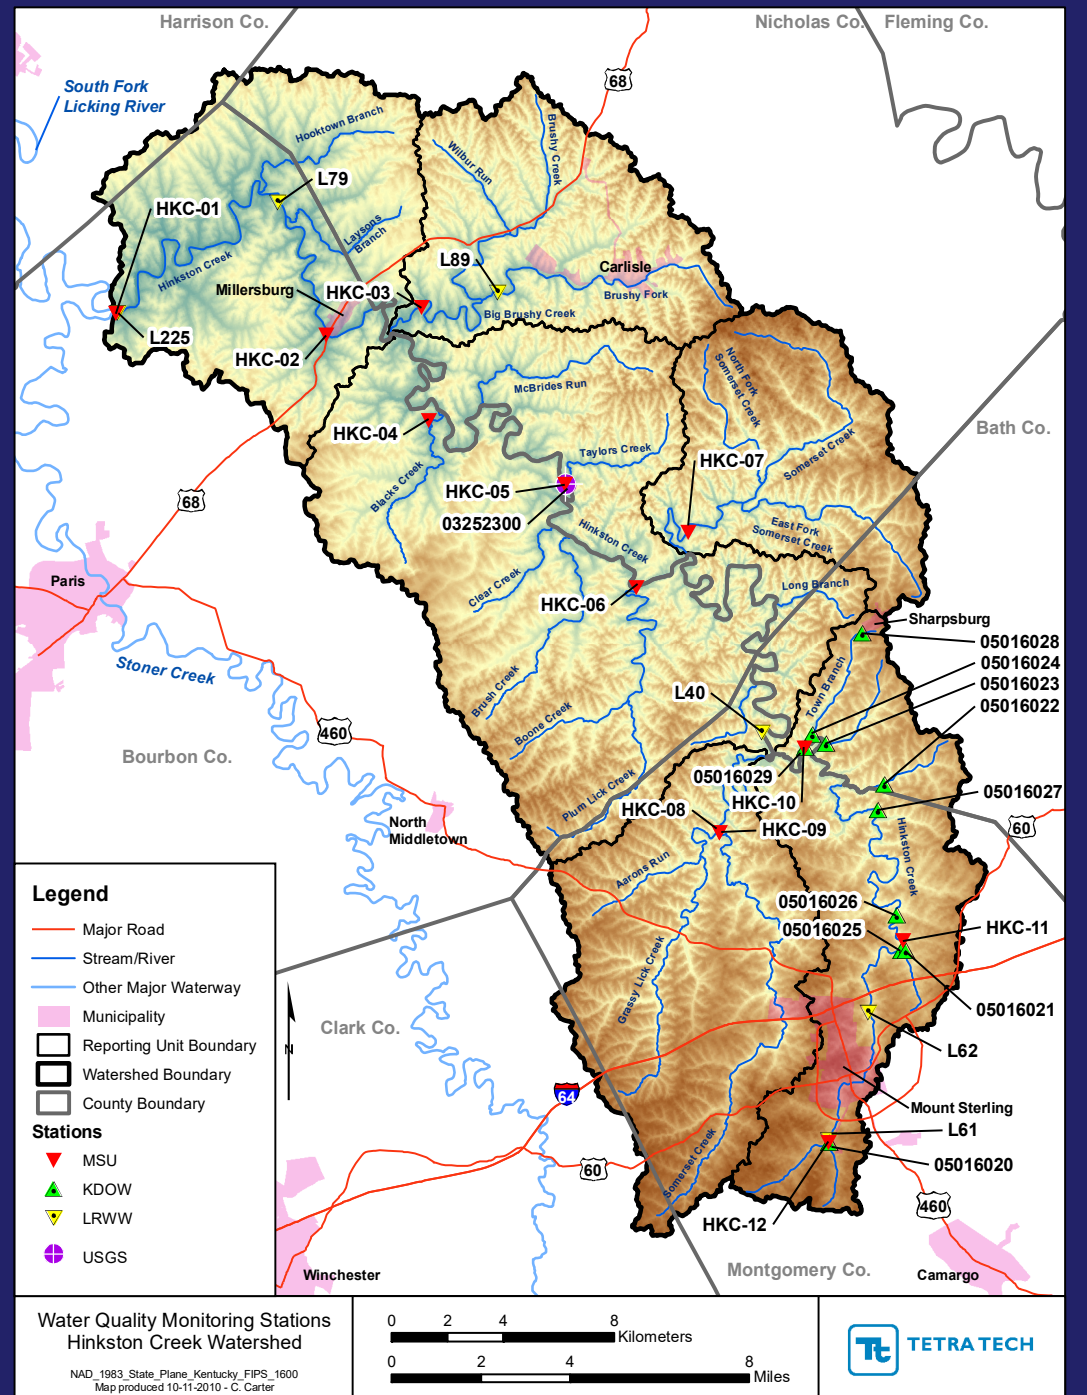 Harrison Co.
Nicholas Co.
Fleming Co.
South Fork
Licking River
68
Hooktown Branch
Brushy Creek
Wilbur Run
L79
HKC-01
Laysons
Branch
Hinkston Creek
L89
Carlisle
Millersburg
HKC-03
Brushy Fork
Big Brushy Creek
L225
HKC-02
North Fork
Somerset Creek
McBrides Run
HKC-04
Bath Co.
Taylors Creek
HKC-07
Somerset Creek
Blacks Creek
HKC-05
68
03252300
Hinkston Creek
East Fork
Somerset Creek
Paris
Clear Creek
Long Branch
HKC-06
Sharpsburg
05016028
05016024
05016023
05016022
Stoner Creek
Town Branch
Brush Creek
L40
Boone Creek
460
Bourbon Co.
05016029
05016027
Plum Lick Creek
HKC-10
HKC-08
HKC-09
60
North
Middletown
Hinkston Creek
Aarons Run
05016026
05016025
HKC-11
Grassy Lick Creek
05016021
Clark Co.
N
L62
64
Mount Sterling
L61
Somerset Creek
05016020
60
460
HKC-12
Montgomery Co.
Camargo
Winchester
Legend
Major Road
Stream/River
Other Major Waterway
Municipality
Reporting Unit Boundary
Watershed Boundary
County Boundary
Stations
MSU
KDOW
LRWW
USGS
Water Quality Monitoring Stations
Hinkston Creek Watershed
NAD_1983_State_Plane_Kentucky_FIPS_1600
Map produced 10-11-2010 - C. Carter
0 2 4 8
Kilometers
0 2 4 8
Miles
Tt TETRA TECH